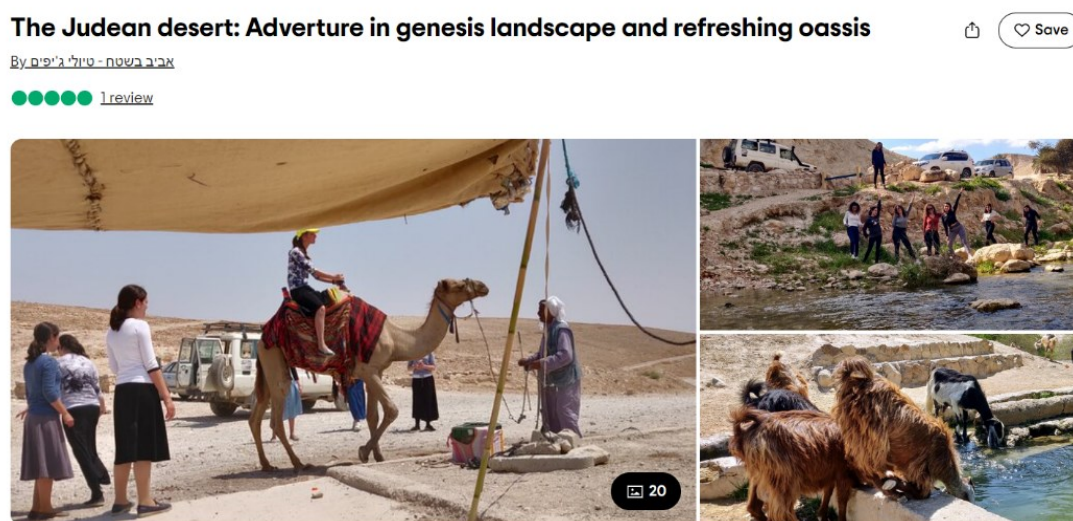 The Judean desert: Adverture in genesis landscape and refreshing oassis
Save
By אביב בשטח - טיולי ג'יפים
1 review
20